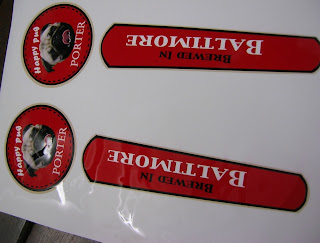 Happy Pug
PORTER
BREWED IN
BALTIMORE
Happy Pug
PORTER
BREWED IN
BALTIMORE